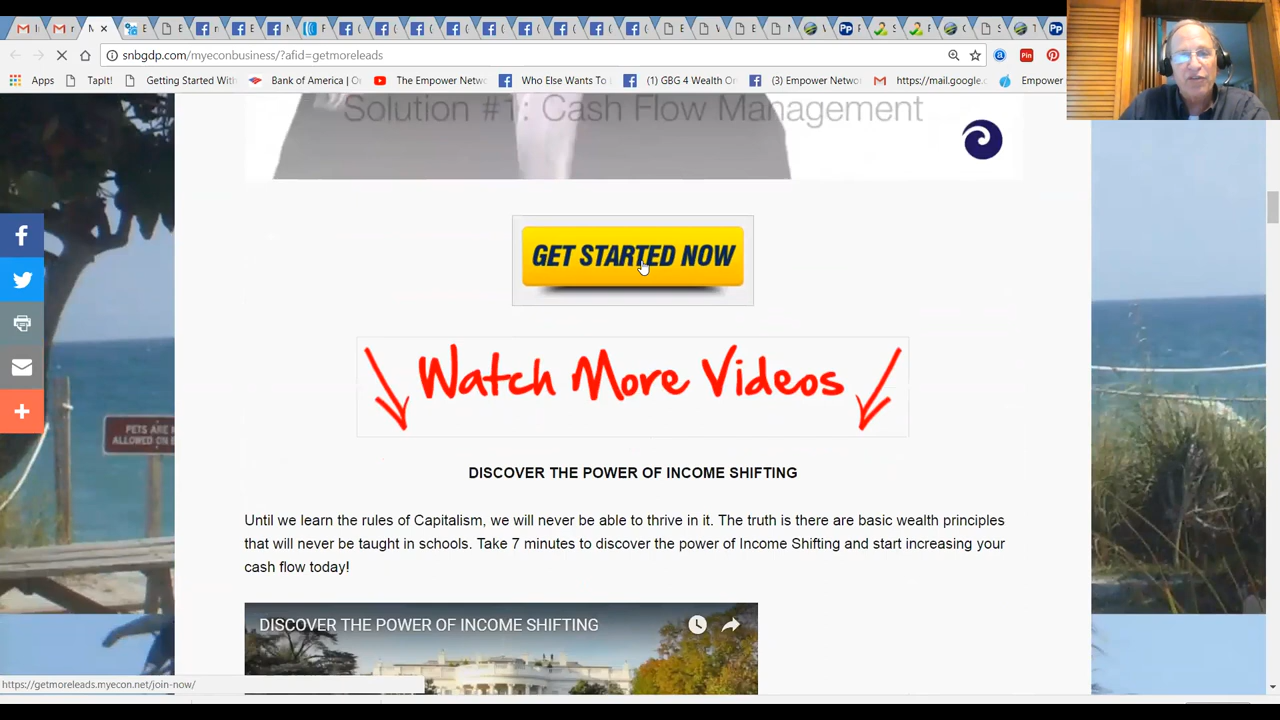 M
snbgdp.com/myeconbusiness/?afid=getmoreleads
Pin
Apps
TapIt!
Getting Started With
Bank of America | O
The Empower Netw
Who Else Wants To
(1) GBG 4 Wealth O
(3) Empower Netwo
https://mail.google.c
Empower
Solution #1: Cash Flow Management
GET STARTED NOW
Watch More Videos
PETS ARE
ALLOWED ON
DISCOVER THE POWER OF INCOME SHIFTING
Until we learn the rules of Capitalism, we will never be able to thrive in it. The truth is there are basic wealth principles
that will never be taught in schools. Take 7 minutes to discover the power of Income Shifting and start increasing your
cash flow today!
DISCOVER THE POWER OF INCOME SHIFTING
https://getmoreleads.myecon.net/join-now/